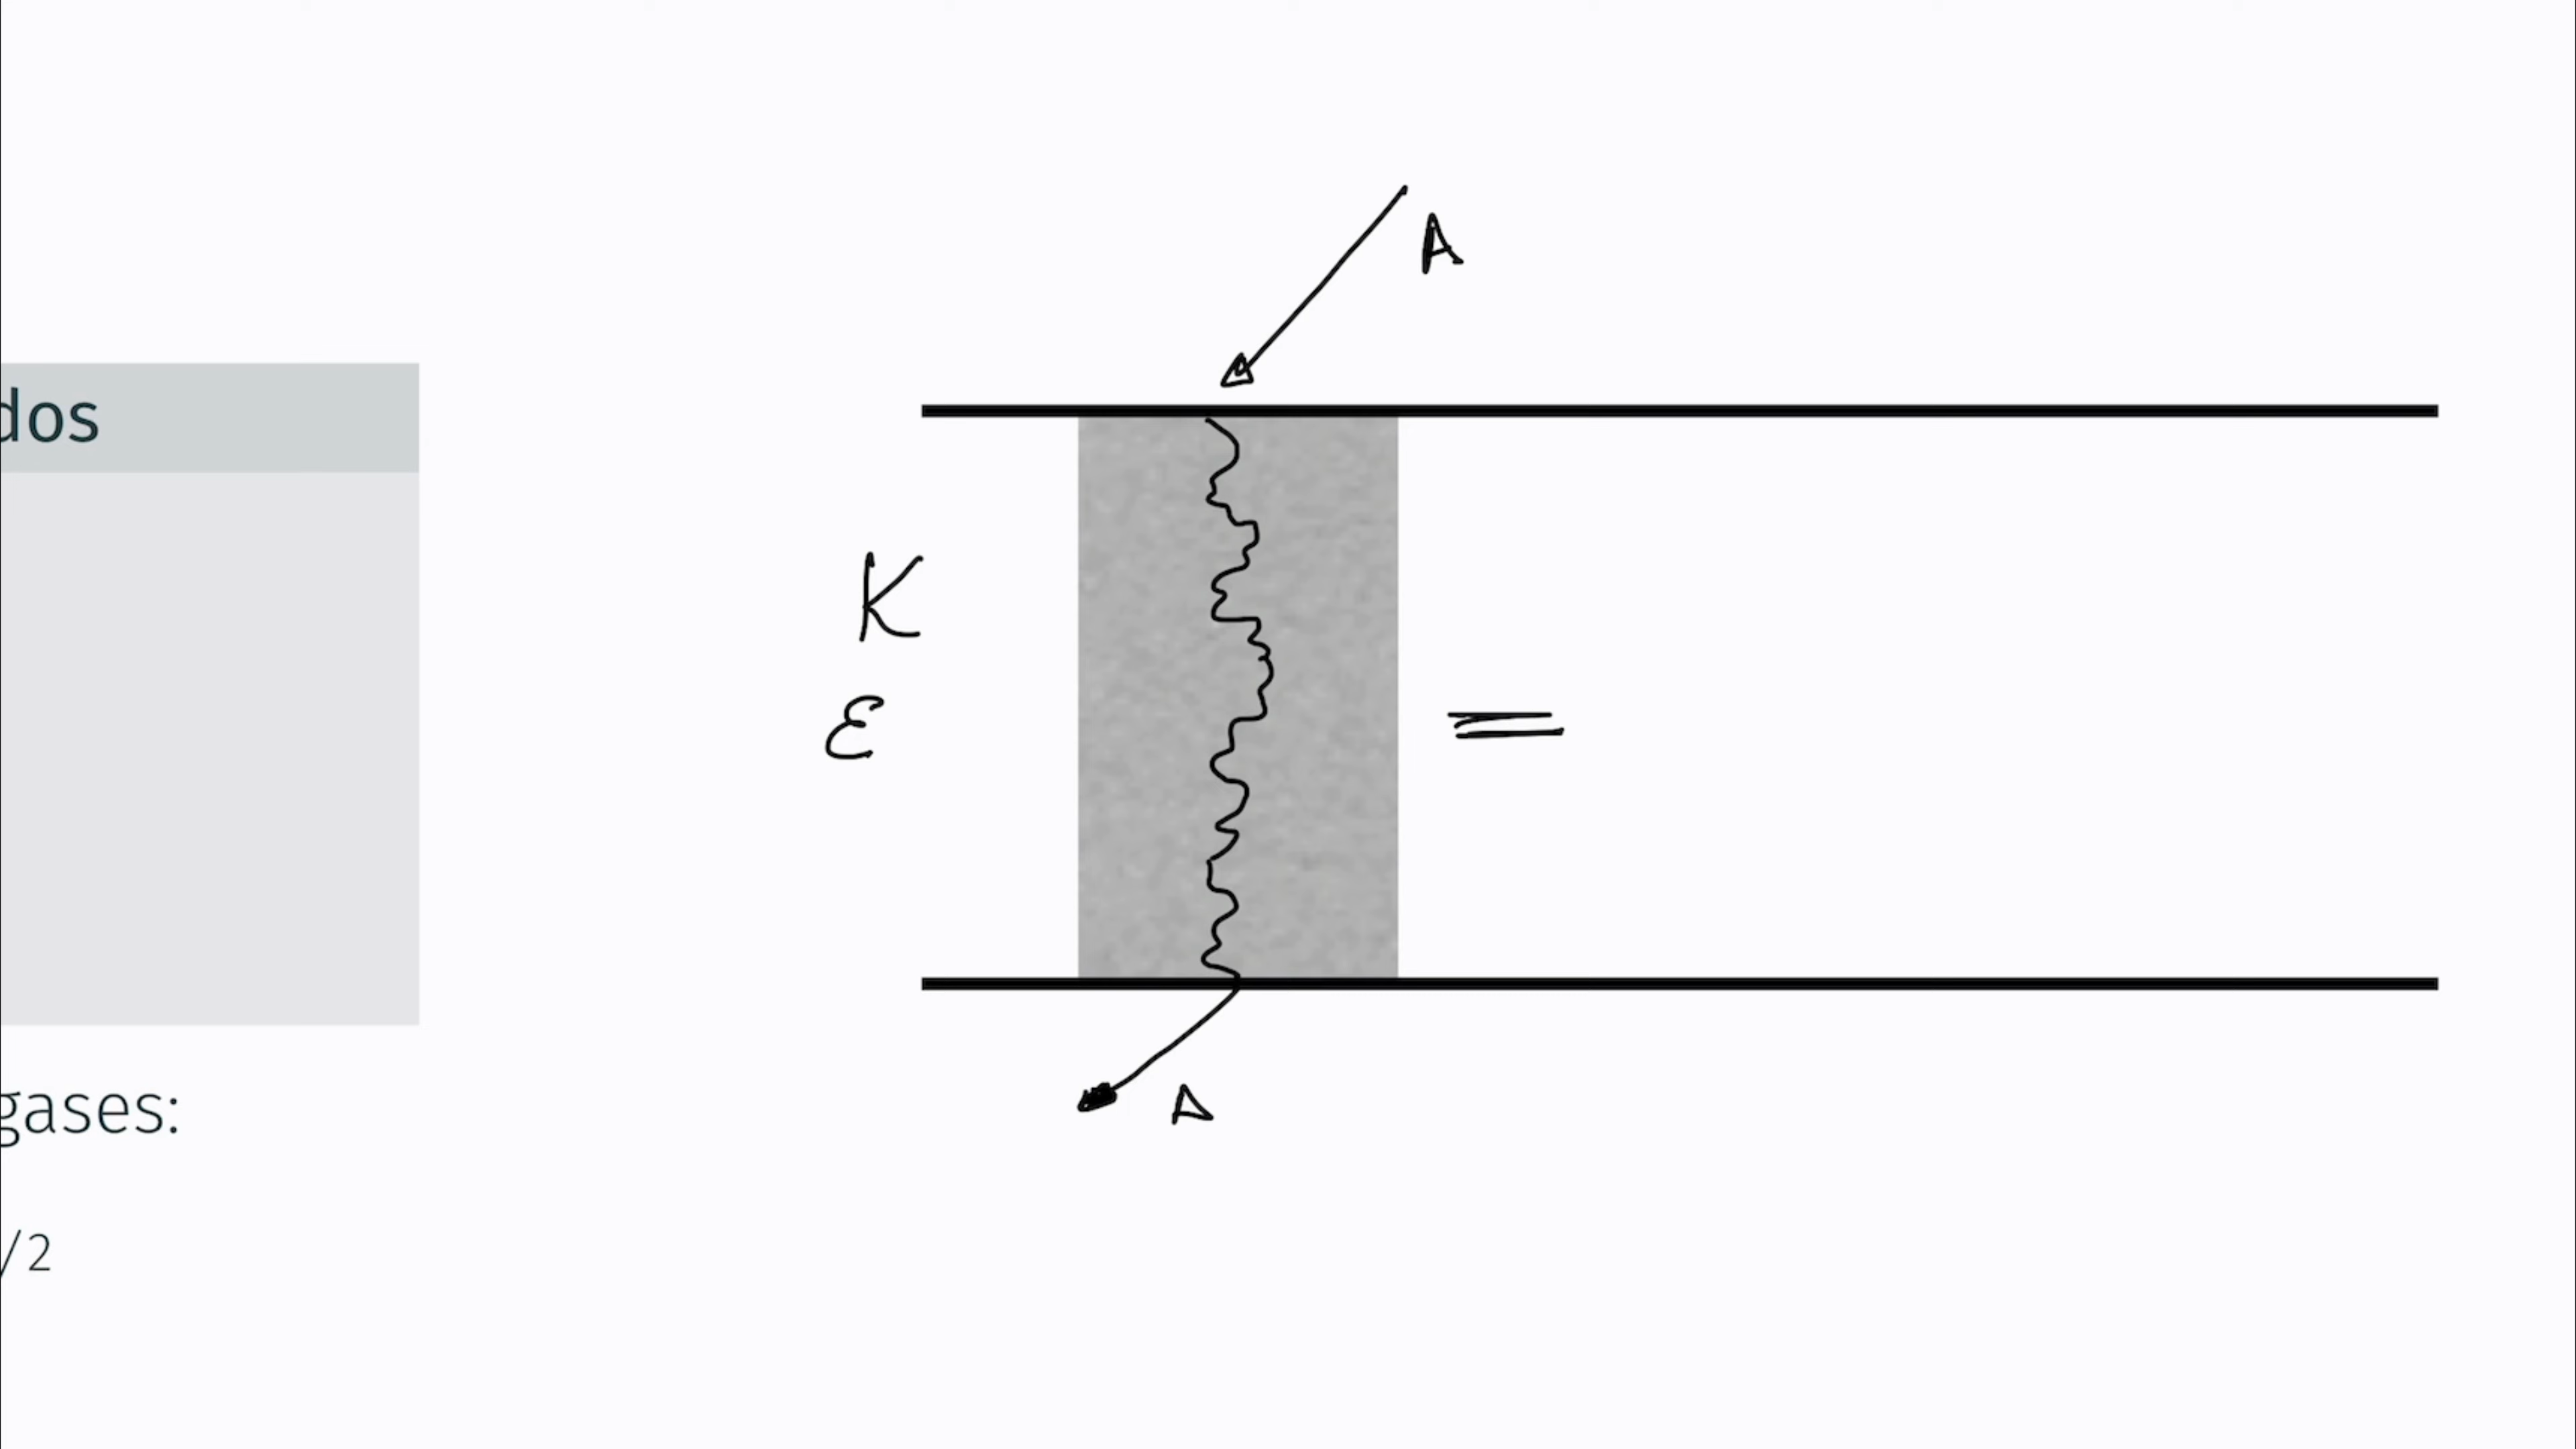 A
dos
K
ε
=
gases:
A
/2